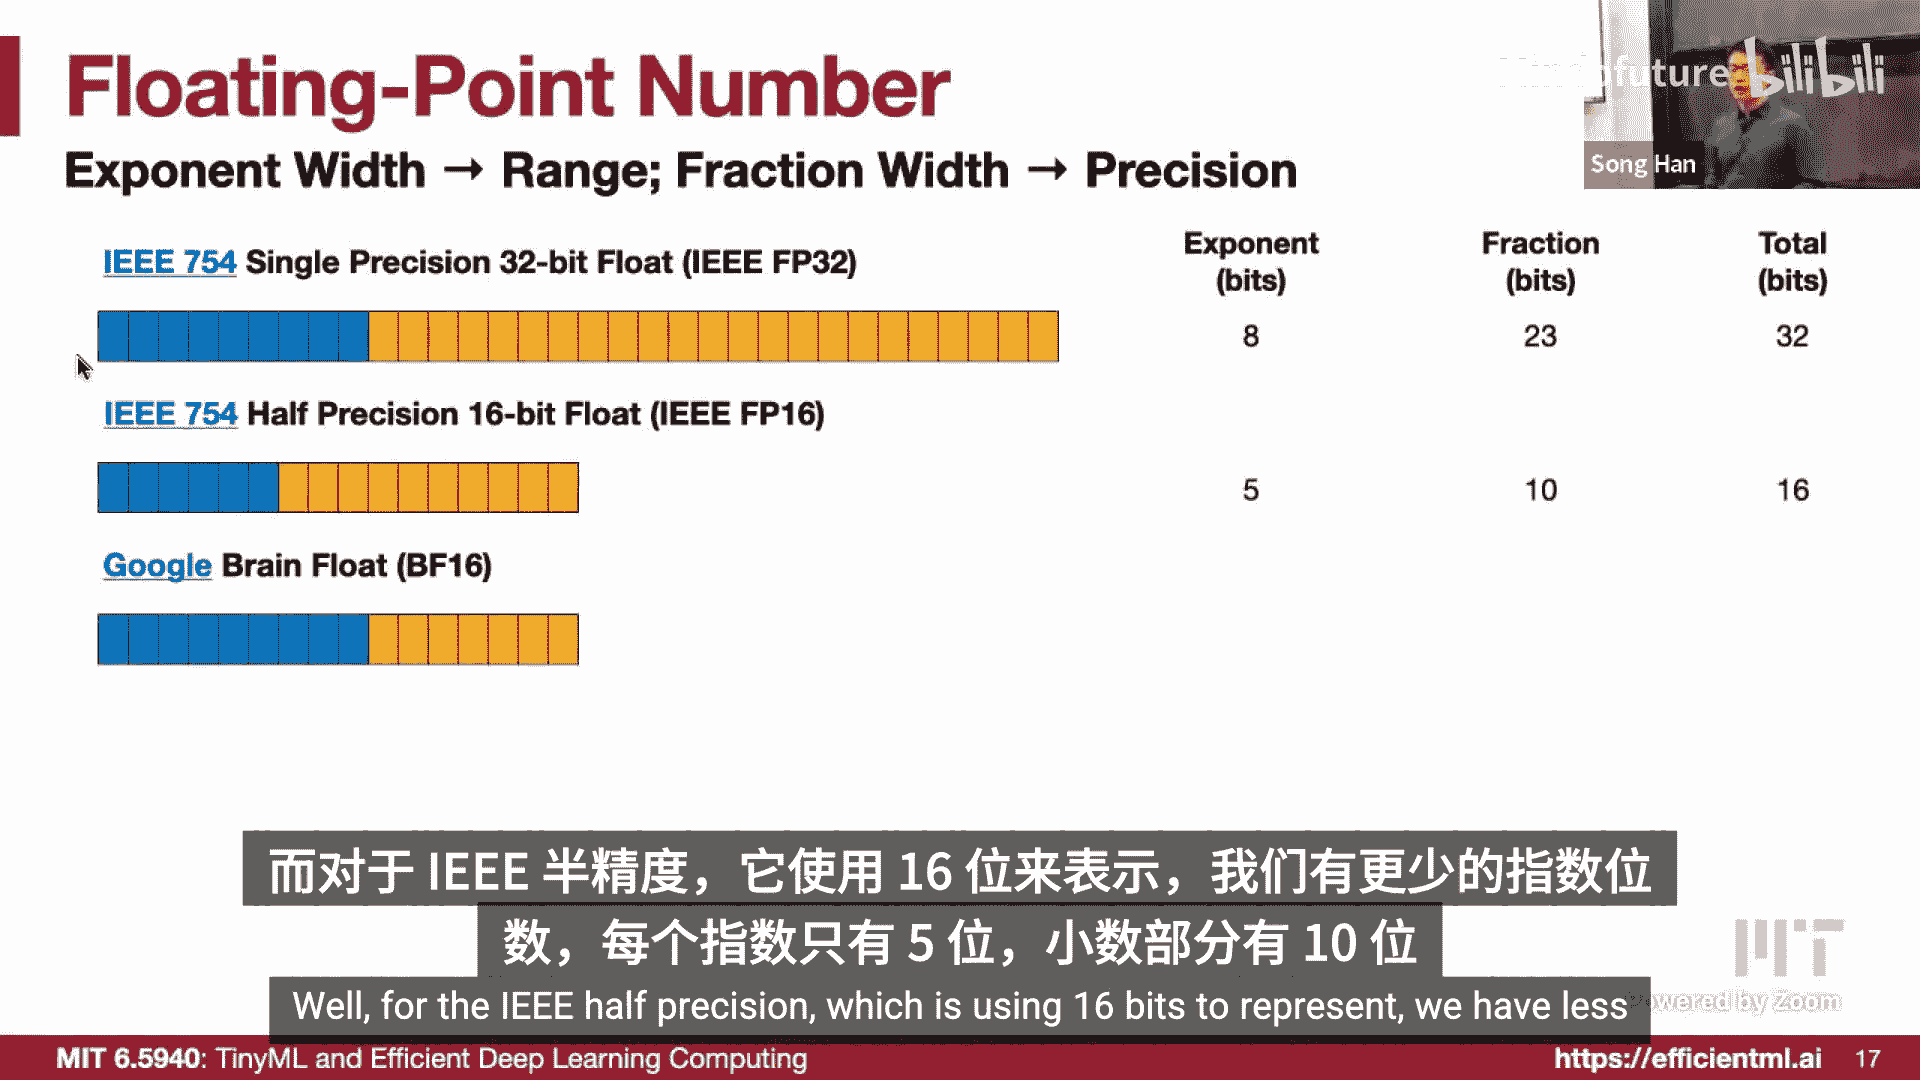 Floating-Point Number
Exponent Width → Range; Fraction Width → Precision
bilibili
Song Han
Exponent (bits)
Fraction (bits)
Total (bits)
IEEE 754 Single Precision 32-bit Float (IEEE FP32)
8 23 32
IEEE 754 Half Precision 16-bit Float (IEEE FP16)
5 10 16
Google Brain Float (BF16)
而对于 IEEE 半精度，它使用 16 位来表示，我们有更少的指数位
数，每个指数只有 5 位，小数部分有 10 位
Well, for the IEEE half precision, which is using 16 bits to represent, we have less
MIT
powered by Zoom
MIT 6.5940: TinyML and Efficient Deep Learning Computing
https://efficientml.ai 17